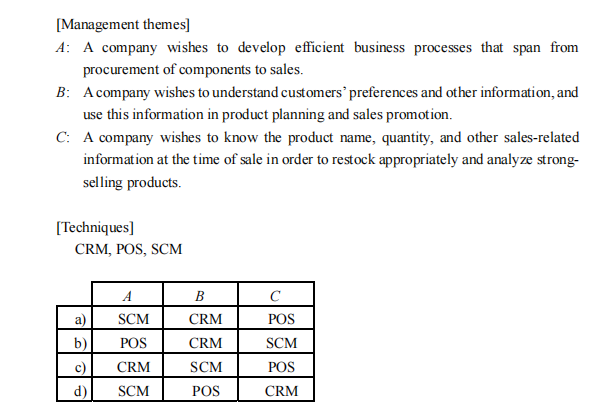 [Management themes]
A: A company wishes to develop efficient business processes that span from
procurement of components to sales.
B: A company wishes to understand customers' preferences and other information, and
use this information in product planning and sales promotion.
C: A company wishes to know the product name, quantity, and other sales-related
information at the time of sale in order to restock appropriately and analyze strong-
selling products.
[Techniques]
CRM, POS, SCM
A B C
a) SCM CRM POS
b) POS CRM SCM
c) CRM SCM POS
d) SCM POS CRM